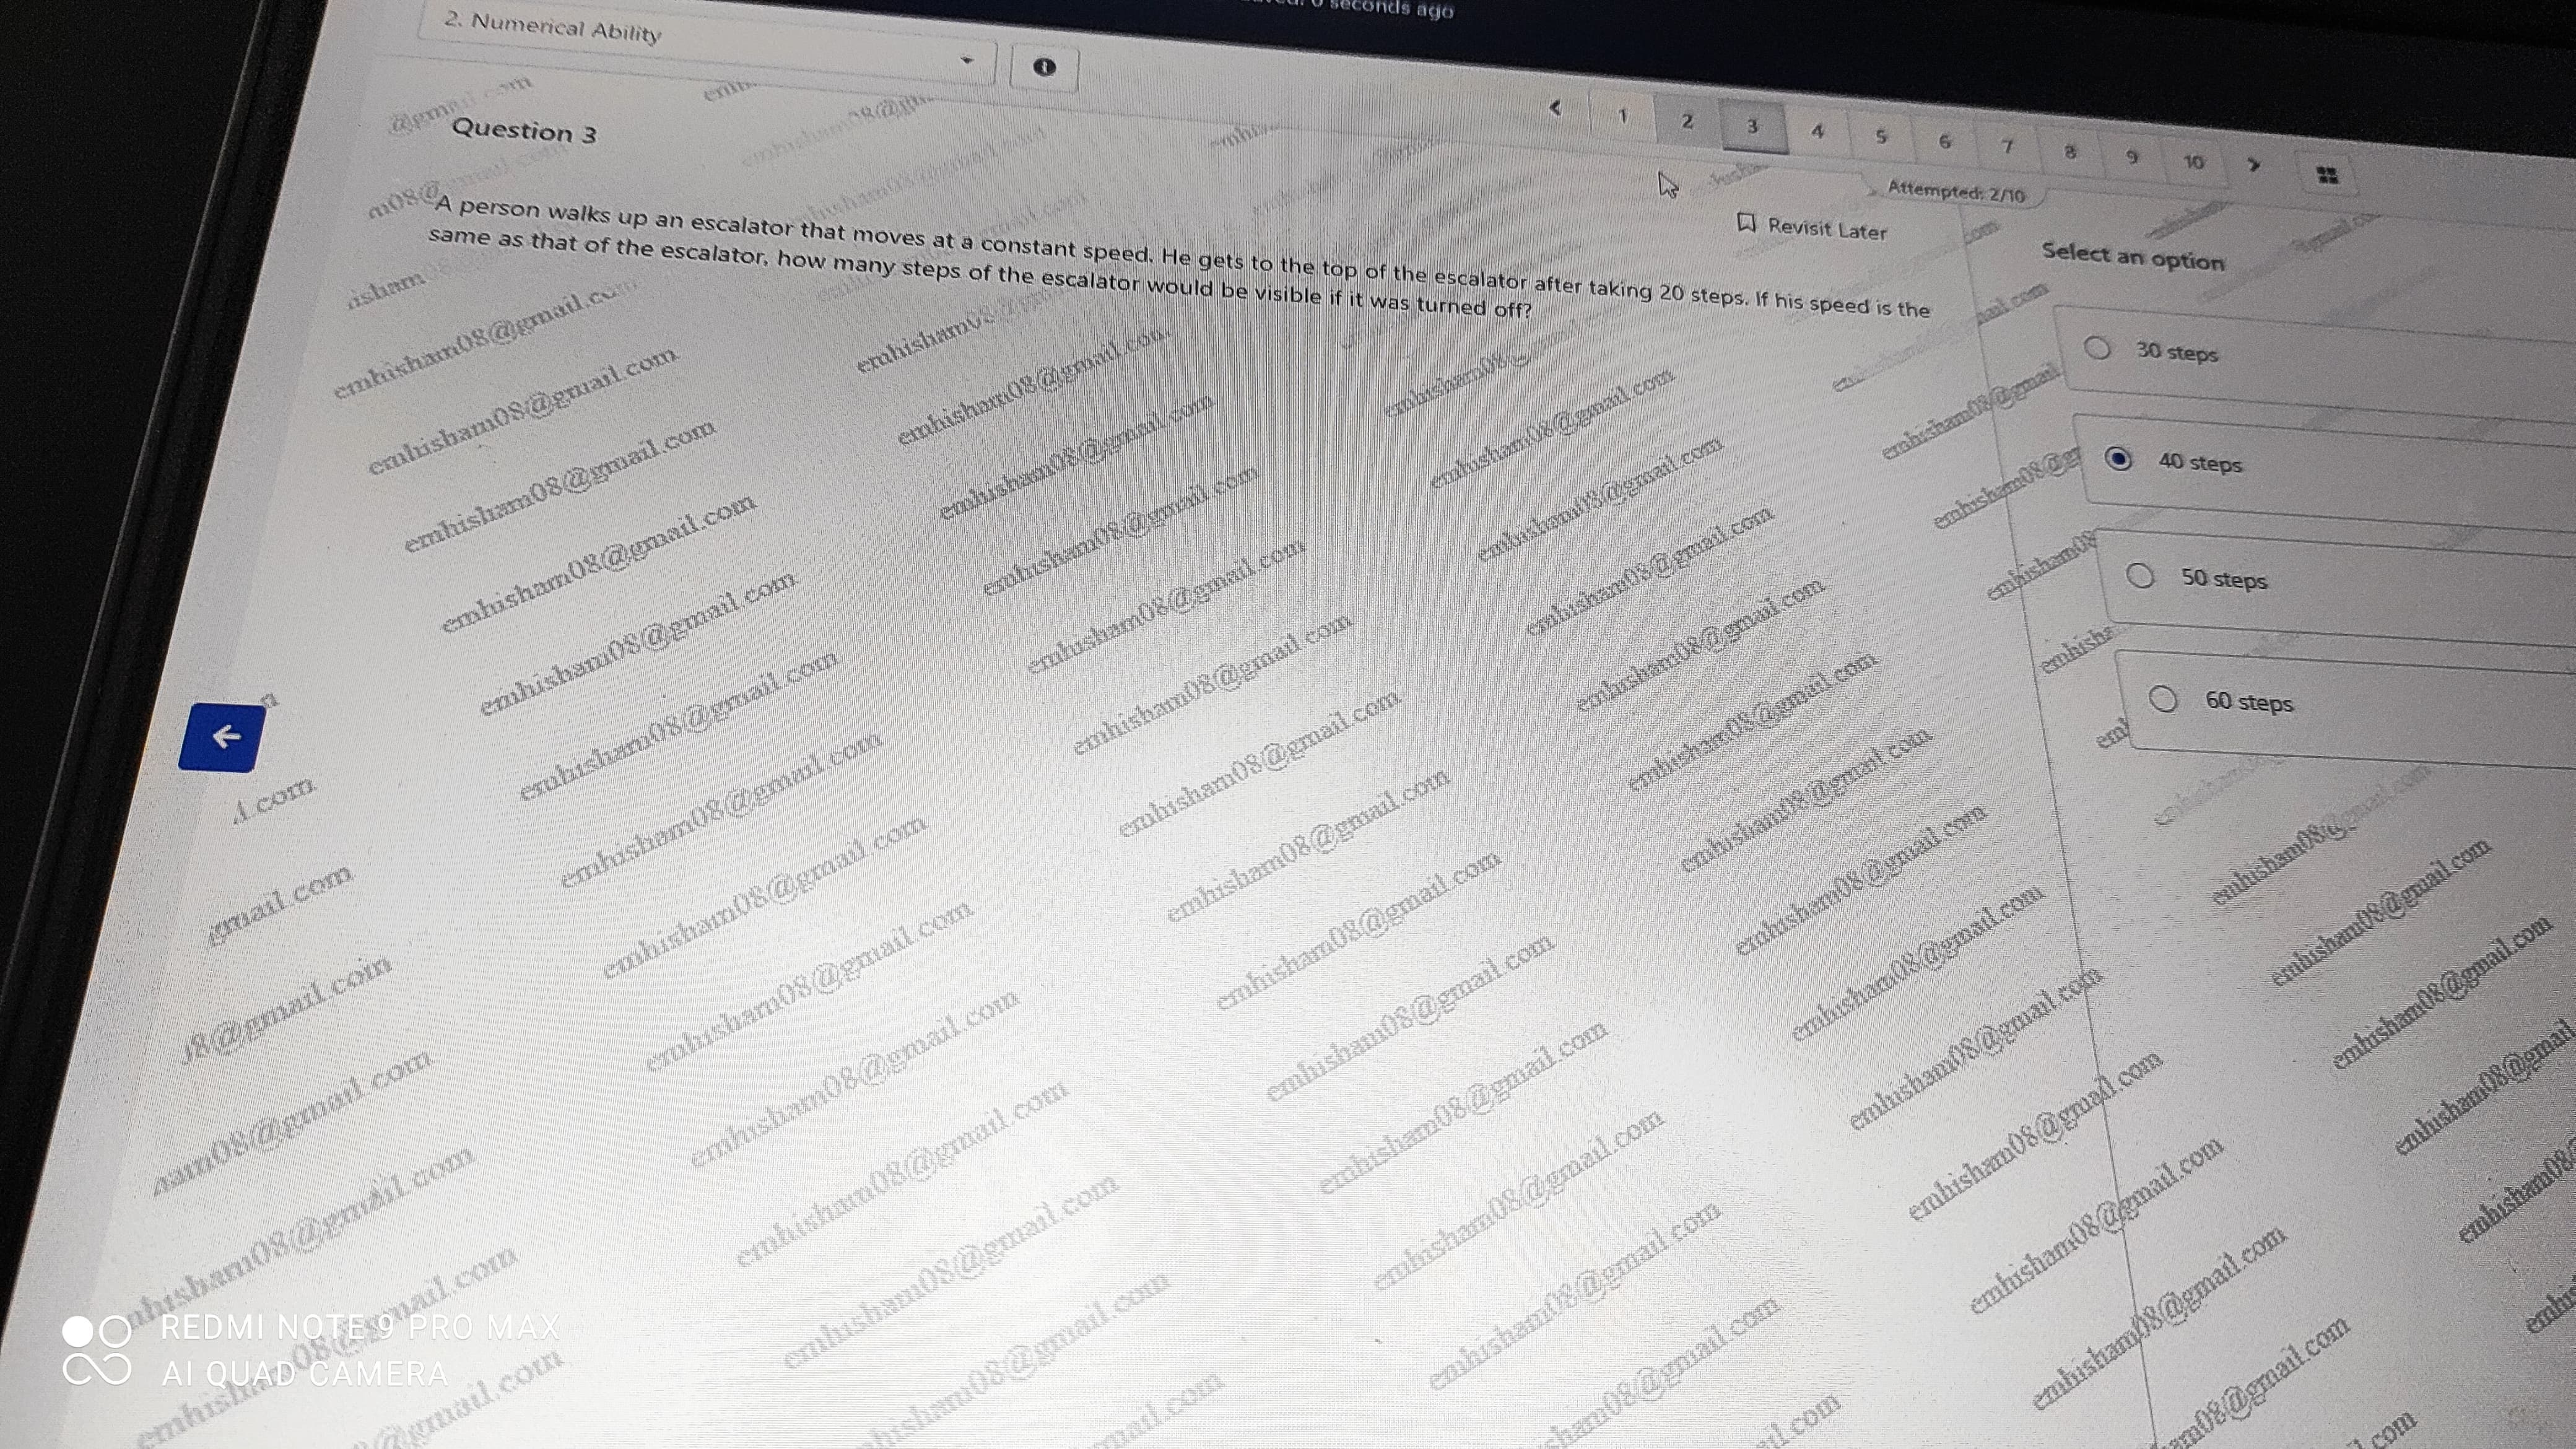 seconds ago
2. Numerical Ability
1 2 3 4 5 6 7 8 9 10
Attempted: 2/10
Question 3
Revisit Later
A person walks up an escalator that moves at a constant speed. He gets to the top of the escalator after taking 20 steps. If his speed is the
same as that of the escalator, how many steps of the escalator would be visible if it was turned off?
Select an option
30 steps
40 steps
50 steps
60 steps
emhisham08@gmail.com
REDMI NOTE 9 PRO MAX
AI QUAD CAMERA